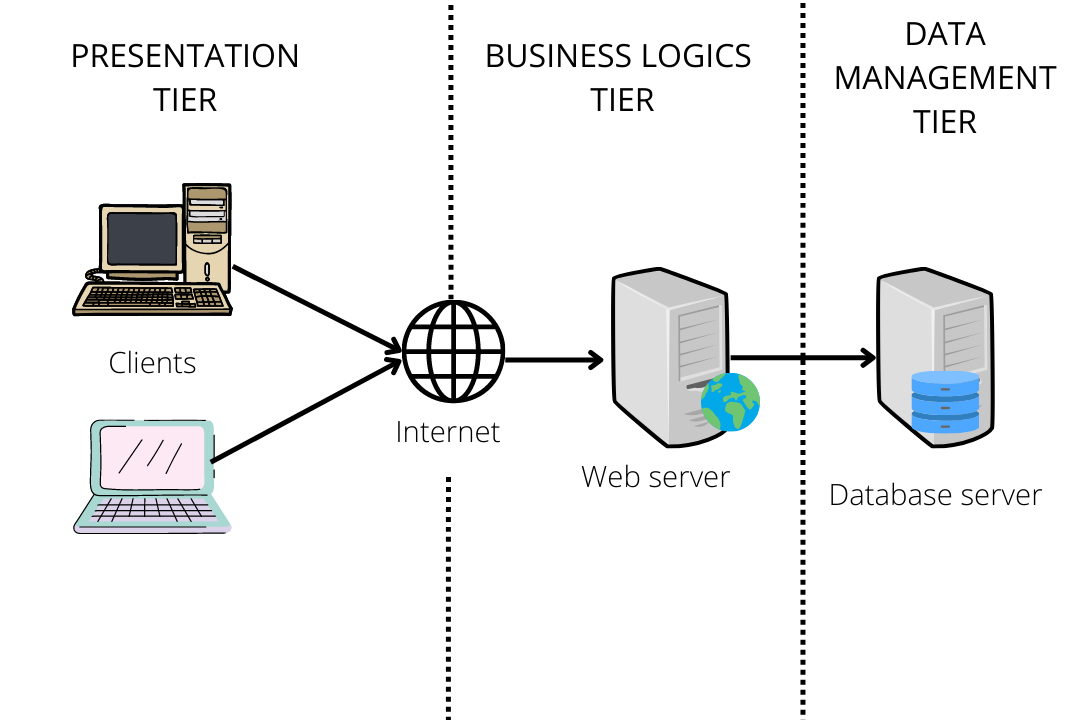 PRESENTATION
TIER
BUSINESS LOGICS
TIER
DATA
MANAGEMENT
TIER
Clients
Internet
Web server
Database server